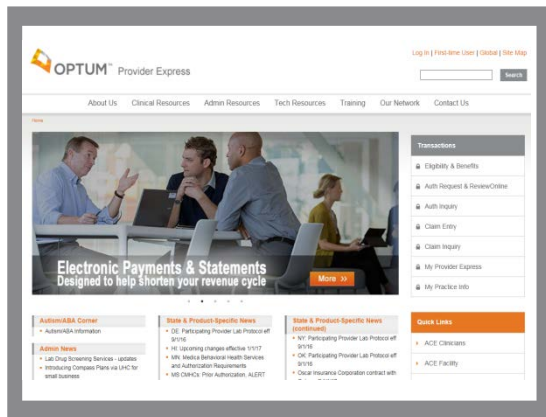 Log In | First-time User | Global | Site Map
OPTUM™ Provider Express
Search
About Us Clinical Resources Admin Resources Tech Resources Training Our Network Contact Us
Home
Electronic Payments & Statements
Designed to help shorten your revenue cycle
More »
Transactions
Eligibility & Benefits
Auth Request & ReviewOnline
Auth Inquiry
Claim Entry
Claim Inquiry
My Provider Express
My Practice Info
Autism/ABA Corner
Autism/ABA Information
Admin News
Lab Drug Screening Services - updates
Introducing Compass Plans via UHC for
small business
State & Product-Specific News
DE: Participating Provider Lab Protocol eff
9/1/16
HI: Upcoming changes effective 1/1/17
MN: Medica Behavioral Health Services
and Authorization Requirements
MS CMHCs: Prior Authorization, ALERT
State & Product-Specific News
(continued)
NY: Participating Provider Lab Protocol eff
9/1/16
OK: Participating Provider Lab Protocol eff
9/1/16
Oscar Insurance Corporation contract with
Quick Links
ACE Clinicians
ACE Facility